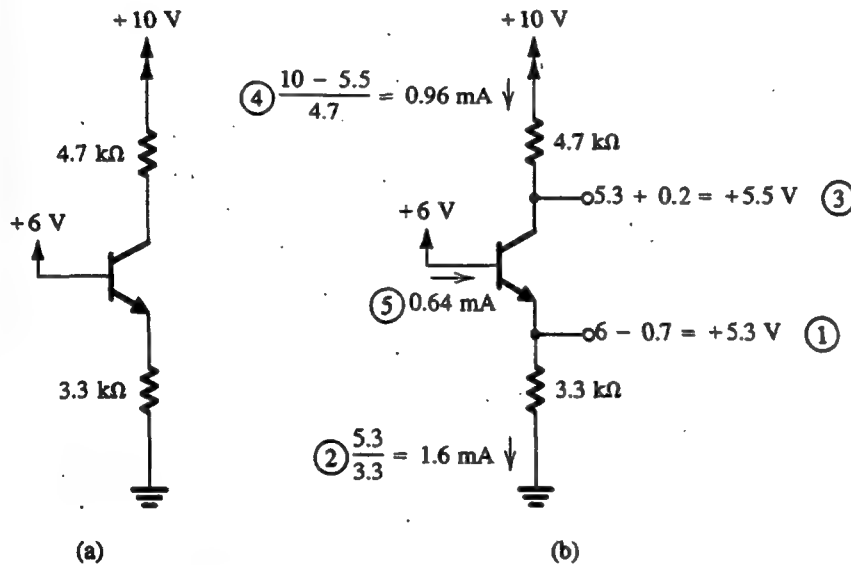 +10 V
4.7 kΩ
+6 V
3.3 kΩ
(a)
+10 V
④ (10 − 5.5)/4.7 = 0.96 mA ↓
4.7 kΩ
5.3 + 0.2 = +5.5 V ③
+6 V
⑤ 0.64 mA
6 − 0.7 = +5.3 V ①
3.3 kΩ
② 5.3/3.3 = 1.6 mA ↓
(b)